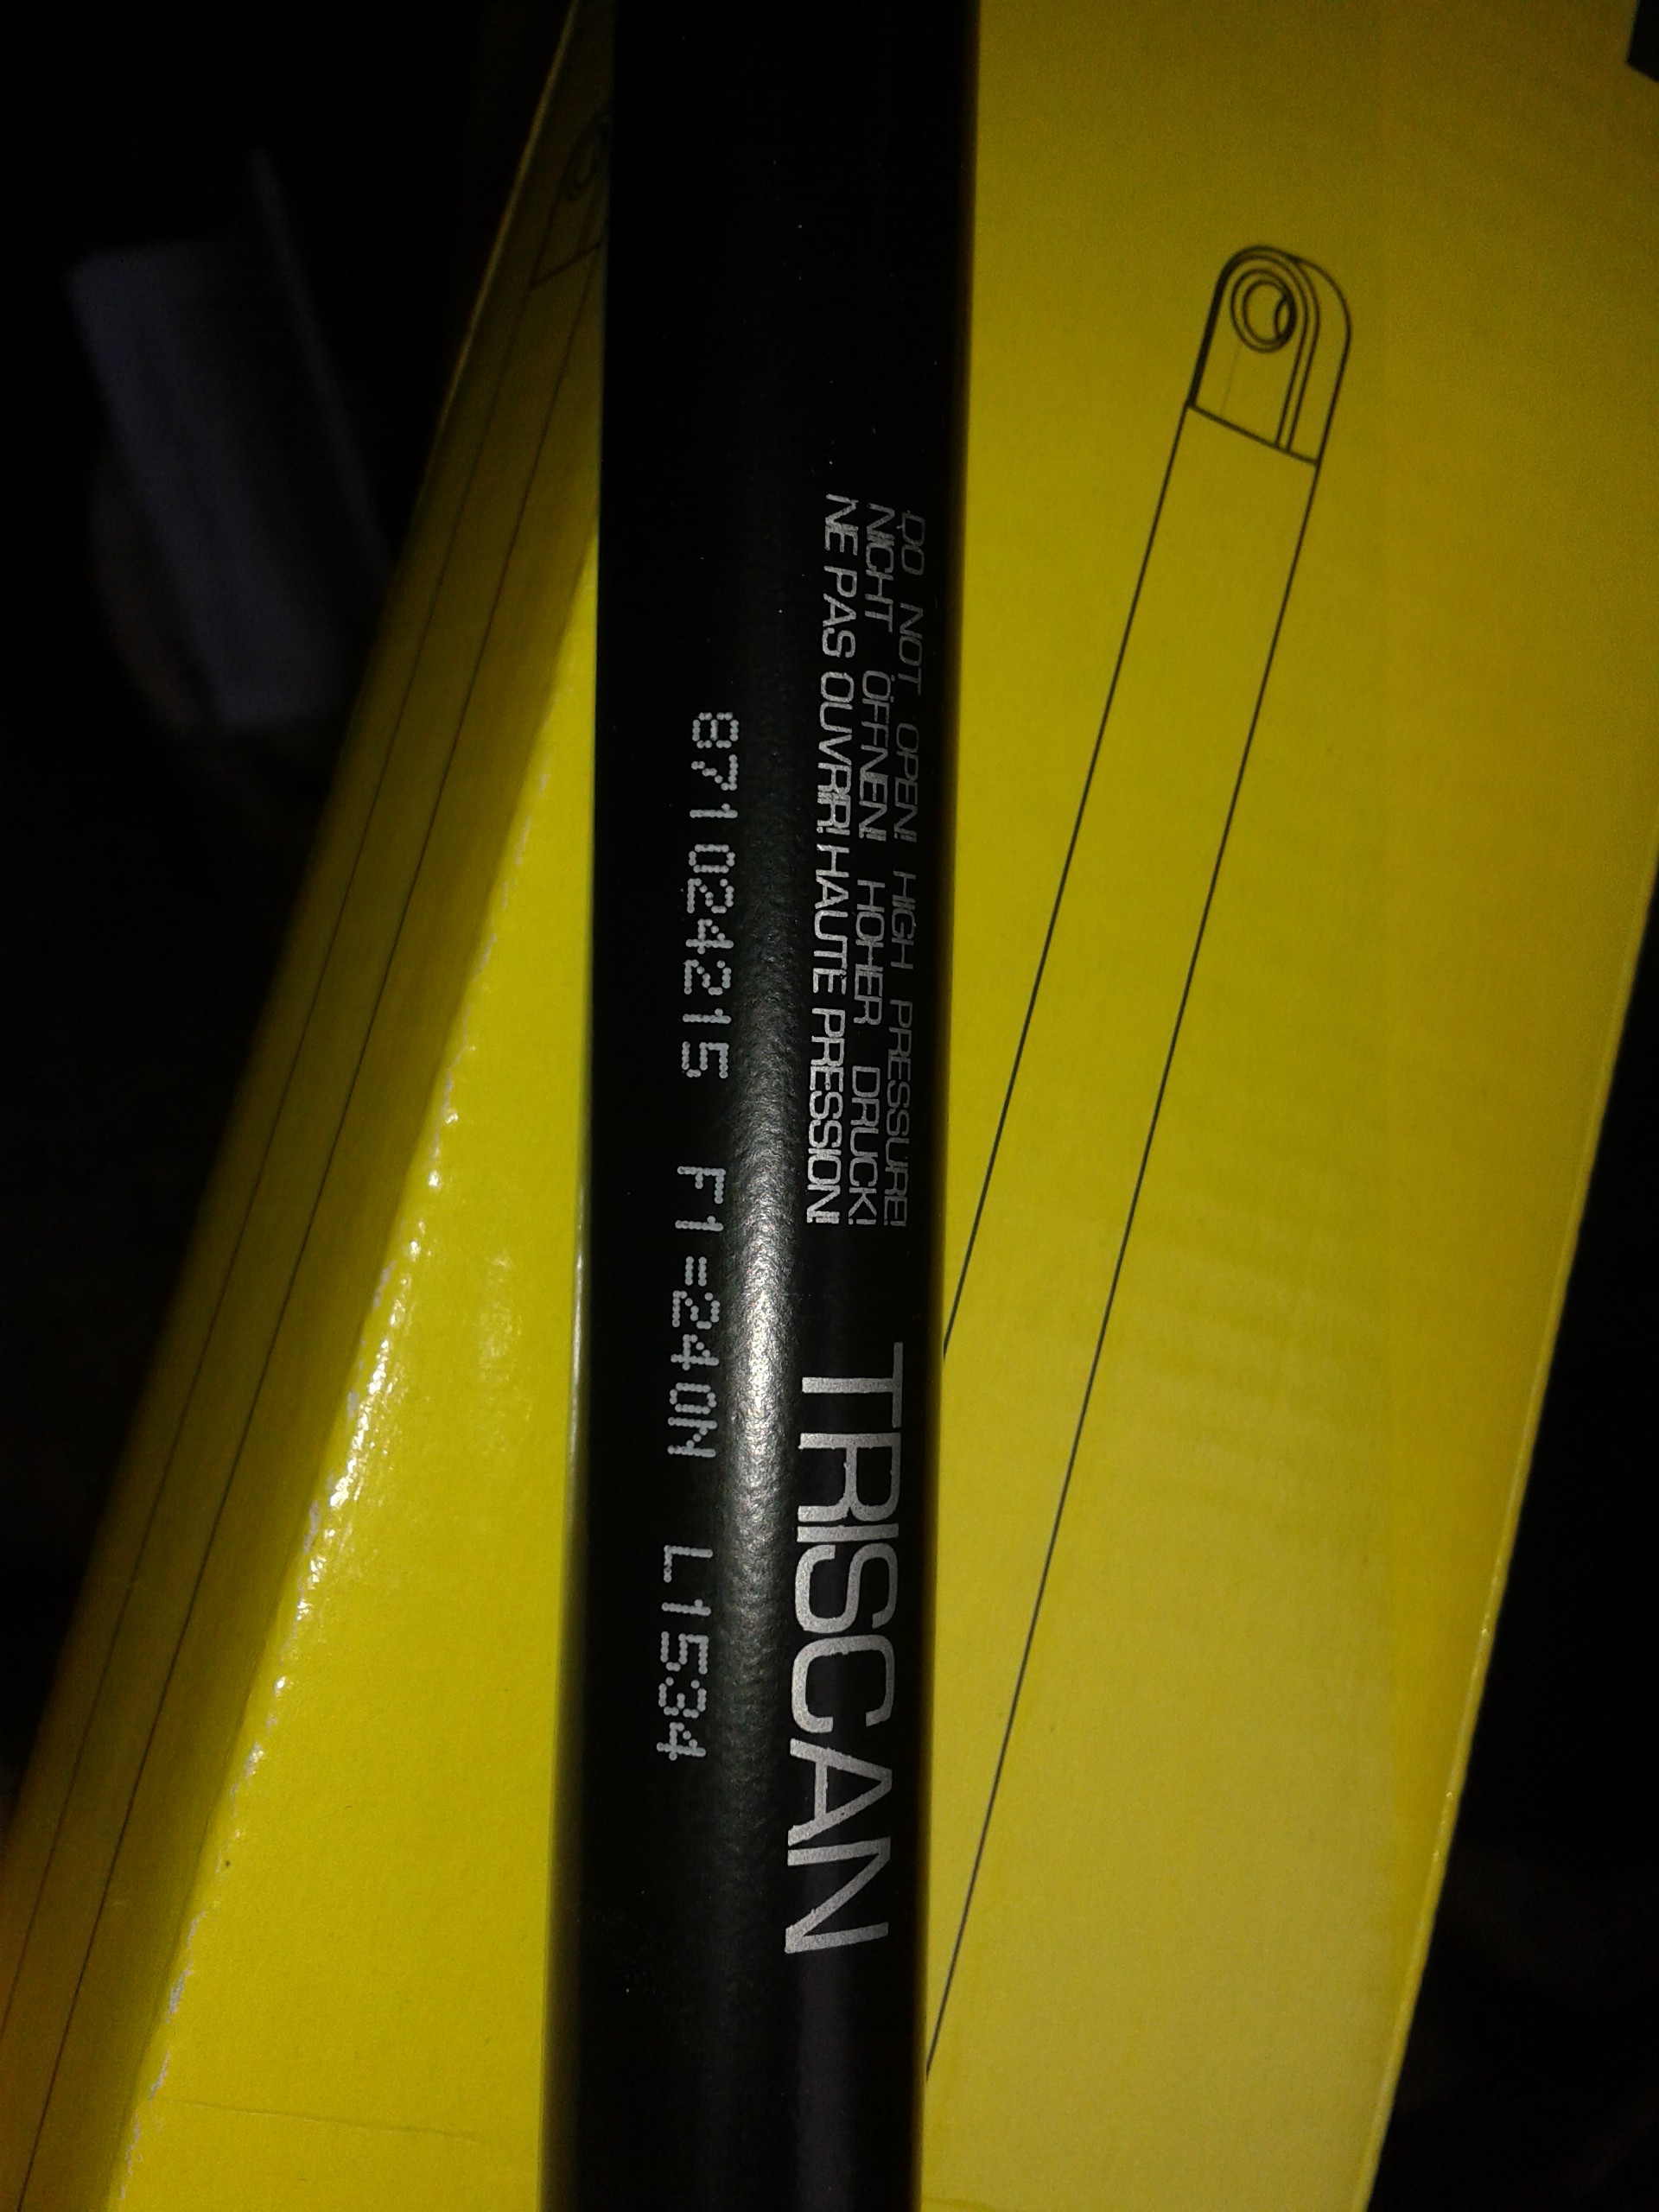 DO NOT OPEN! HIGH PRESSURE!
NICHT ÖFFNEN! HOHER DRUCK!
NE PAS OUVRIR! HAUTE PRESSION!
TRISCAN
871024215 F1=240N L1534